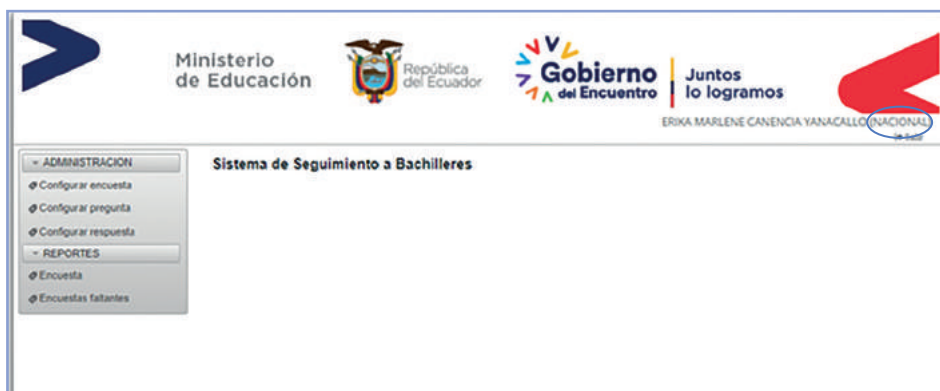 Ministerio
de Educación
República
del Ecuador
Gobierno
del Encuentro
Juntos
lo logramos
ERIKA MARLENE CANENCIA YANACALLO (NACIONAL)
Salir
ADMINISTRACION
Configurar encuesta
Configurar pregunta
Configurar respuesta
REPORTES
Encuesta
Encuestas faltantes
Sistema de Seguimiento a Bachilleres